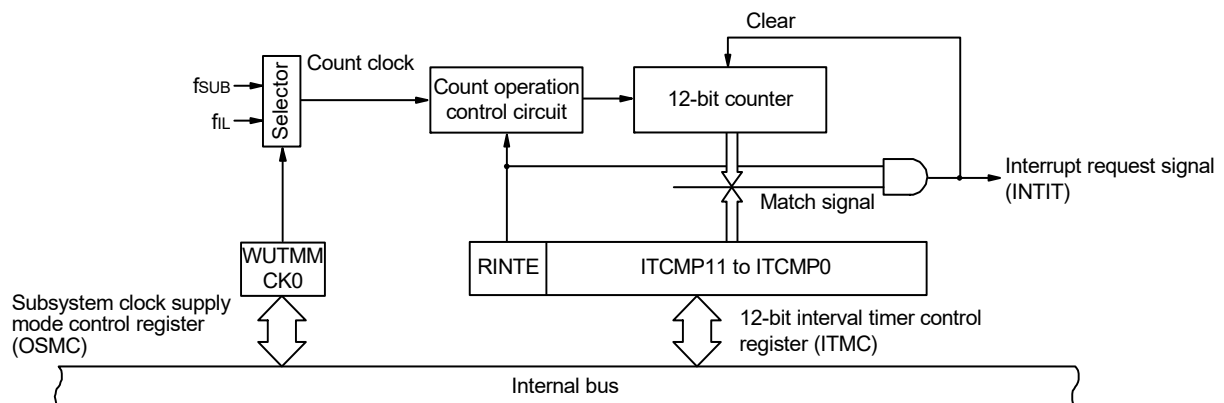 Clear
Count clock
fSUB
fIL
Selector
Count operation
control circuit
12-bit counter
Match signal
Interrupt request signal
(INTIT)
WUTMM
CK0
RINTE
ITCMP11 to ITCMP0
Subsystem clock supply
mode control register
(OSMC)
12-bit interval timer control
register (ITMC)
Internal bus